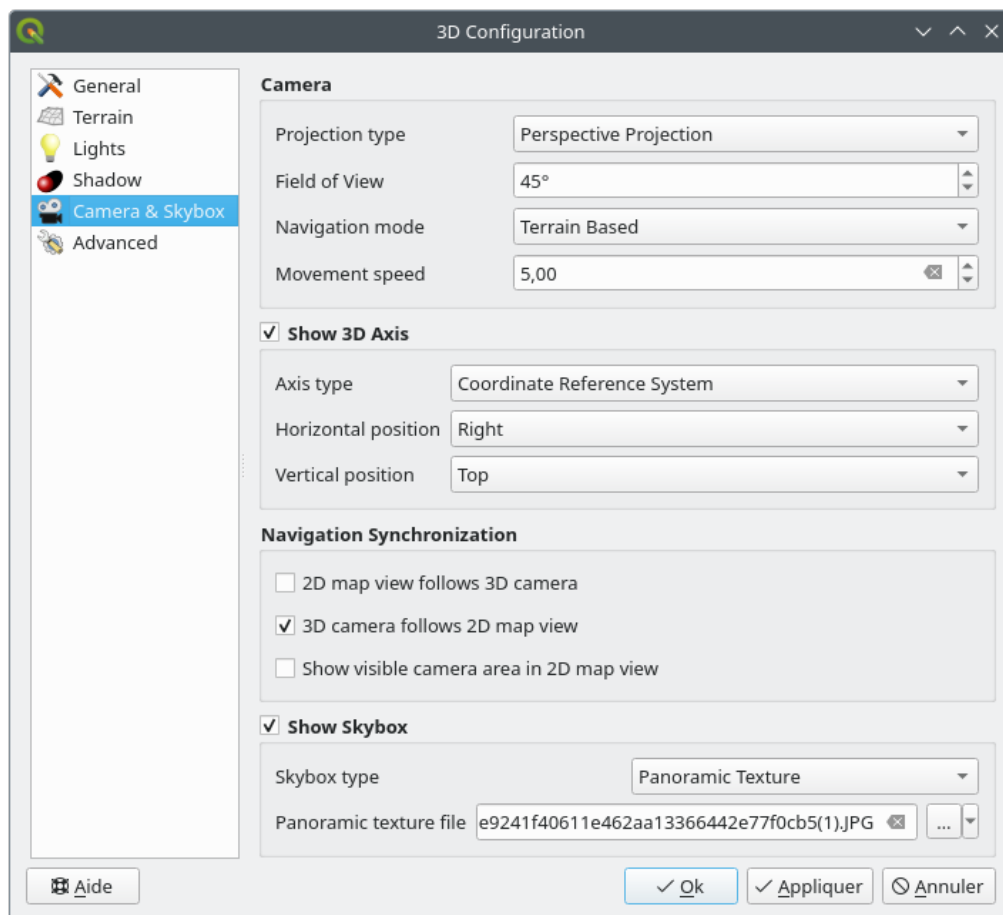 3D Configuration
General
Terrain
Lights
Shadow
Camera & Skybox
Advanced
Camera
Projection type Perspective Projection
Field of View 45°
Navigation mode Terrain Based
Movement speed 5,00
Show 3D Axis
Axis type Coordinate Reference System
Horizontal position Right
Vertical position Top
Navigation Synchronization
2D map view follows 3D camera
3D camera follows 2D map view
Show visible camera area in 2D map view
Show Skybox
Skybox type Panoramic Texture
Panoramic texture file e9241f40611e462aa13366442e77f0cb5(1).JPG ...
Aide Ok Appliquer Annuler